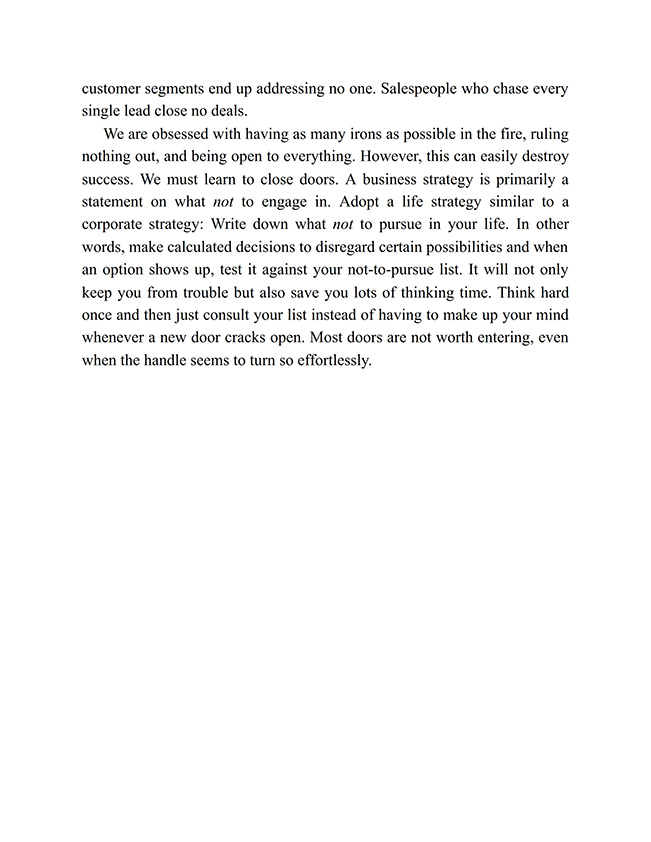 customer segments end up addressing no one. Salespeople who chase every
single lead close no deals.
We are obsessed with having as many irons as possible in the fire, ruling
nothing out, and being open to everything. However, this can easily destroy
success. We must learn to close doors. A business strategy is primarily a
statement on what not to engage in. Adopt a life strategy similar to a
corporate strategy: Write down what not to pursue in your life. In other
words, make calculated decisions to disregard certain possibilities and when
an option shows up, test it against your not-to-pursue list. It will not only
keep you from trouble but also save you lots of thinking time. Think hard
once and then just consult your list instead of having to make up your mind
whenever a new door cracks open. Most doors are not worth entering, even
when the handle seems to turn so effortlessly.